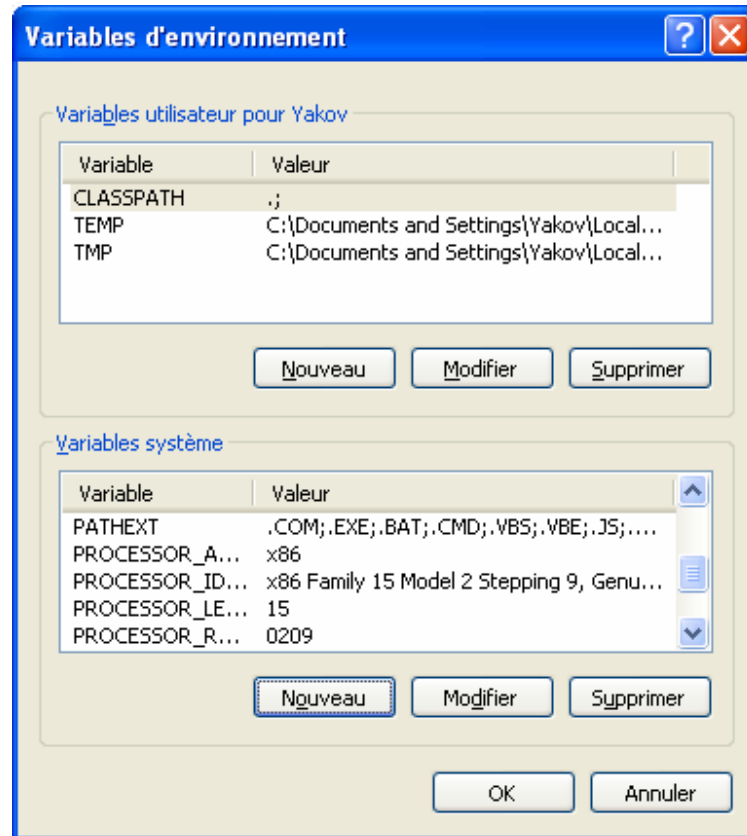 Variables d'environnement
Variables utilisateur pour Yakov
Variable Valeur
CLASSPATH .;
TEMP C:\Documents and Settings\Yakov\Local...
TMP C:\Documents and Settings\Yakov\Local...
Nouveau Modifier Supprimer
Variables système
Variable Valeur
PATHEXT .COM;.EXE;.BAT;.CMD;.VBS;.VBE;.JS;....
PROCESSOR_A... x86
PROCESSOR_ID... x86 Family 15 Model 2 Stepping 9, Genu...
PROCESSOR_LE... 15
PROCESSOR_R... 0209
Nouveau Modifier Supprimer
OK Annuler